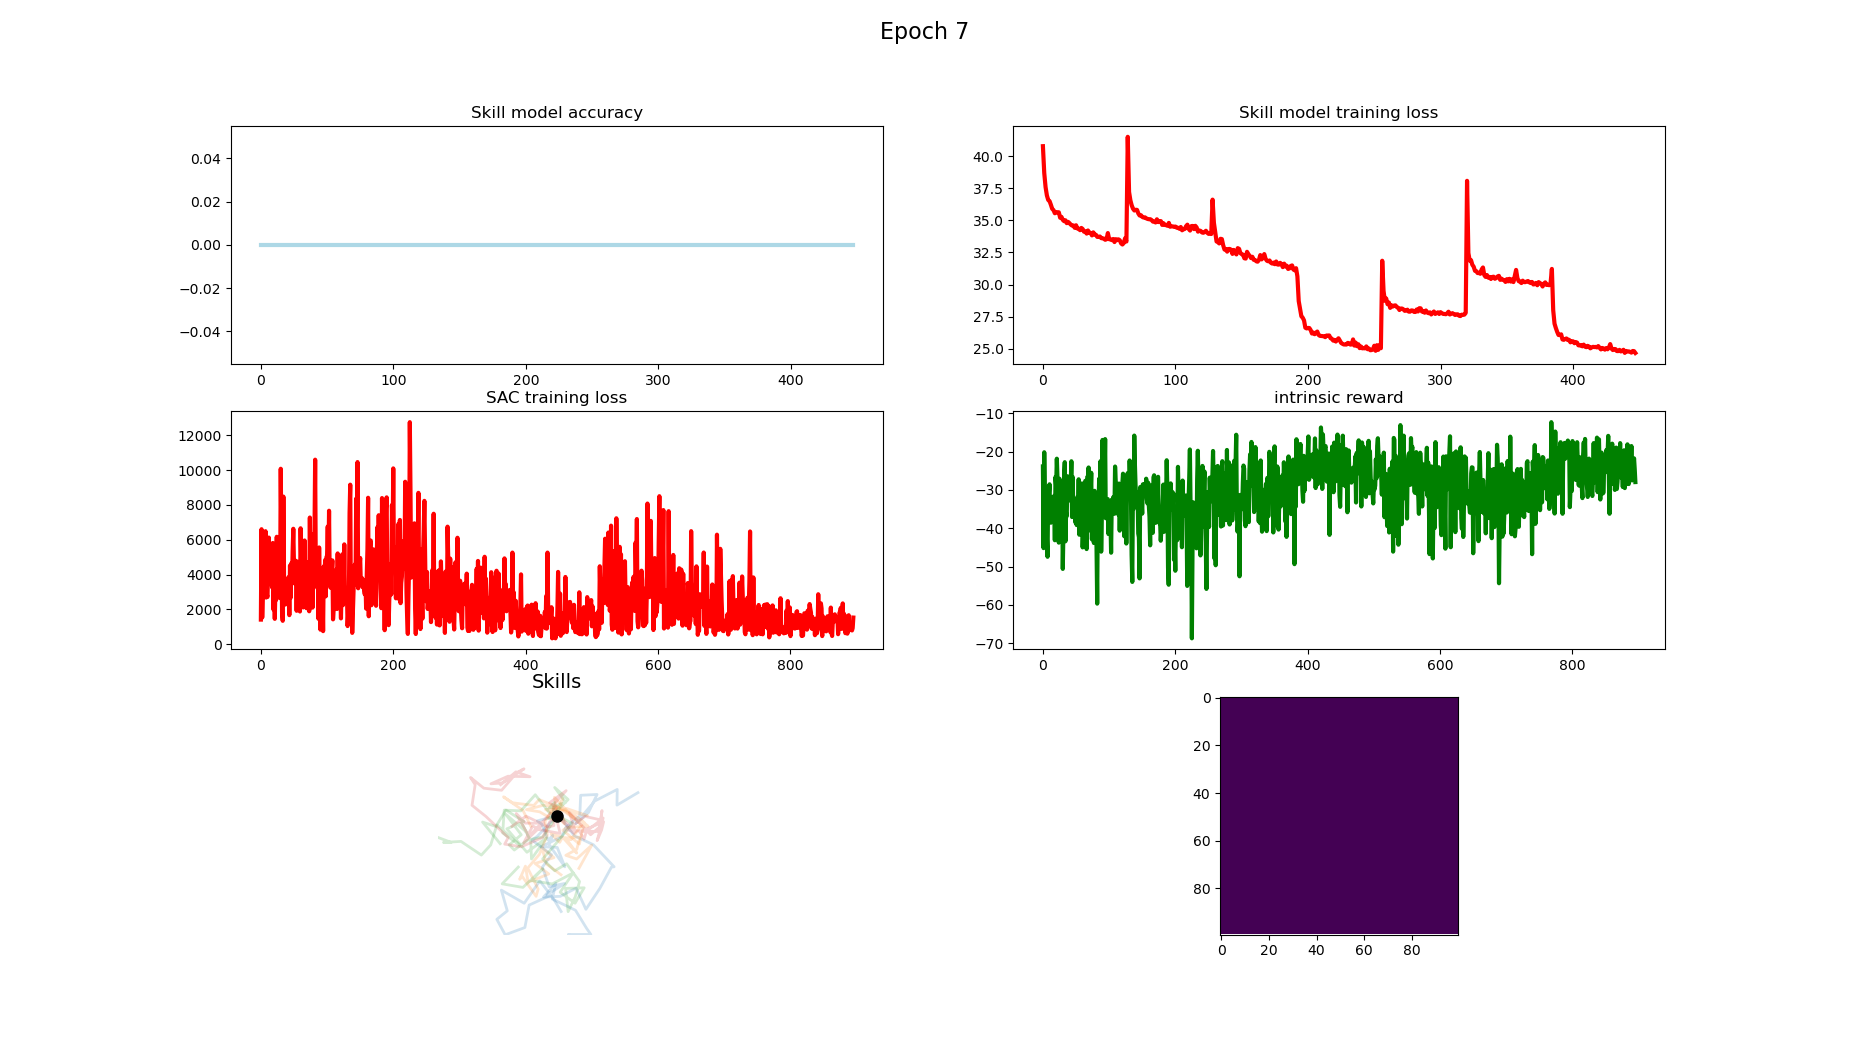 Epoch 7
Skill model accuracy
0.04
0.02
0.00
−0.02
−0.04
0 100 200 300 400
Skill model training loss
40.0
37.5
35.0
32.5
30.0
27.5
25.0
0 100 200 300 400
SAC training loss
12000
10000
8000
6000
4000
2000
0
0 200 400 600 800
intrinsic reward
−10
−20
−30
−40
−50
−60
−70
0 200 400 600 800
Skills
0
20
40
60
80
0 20 40 60 80